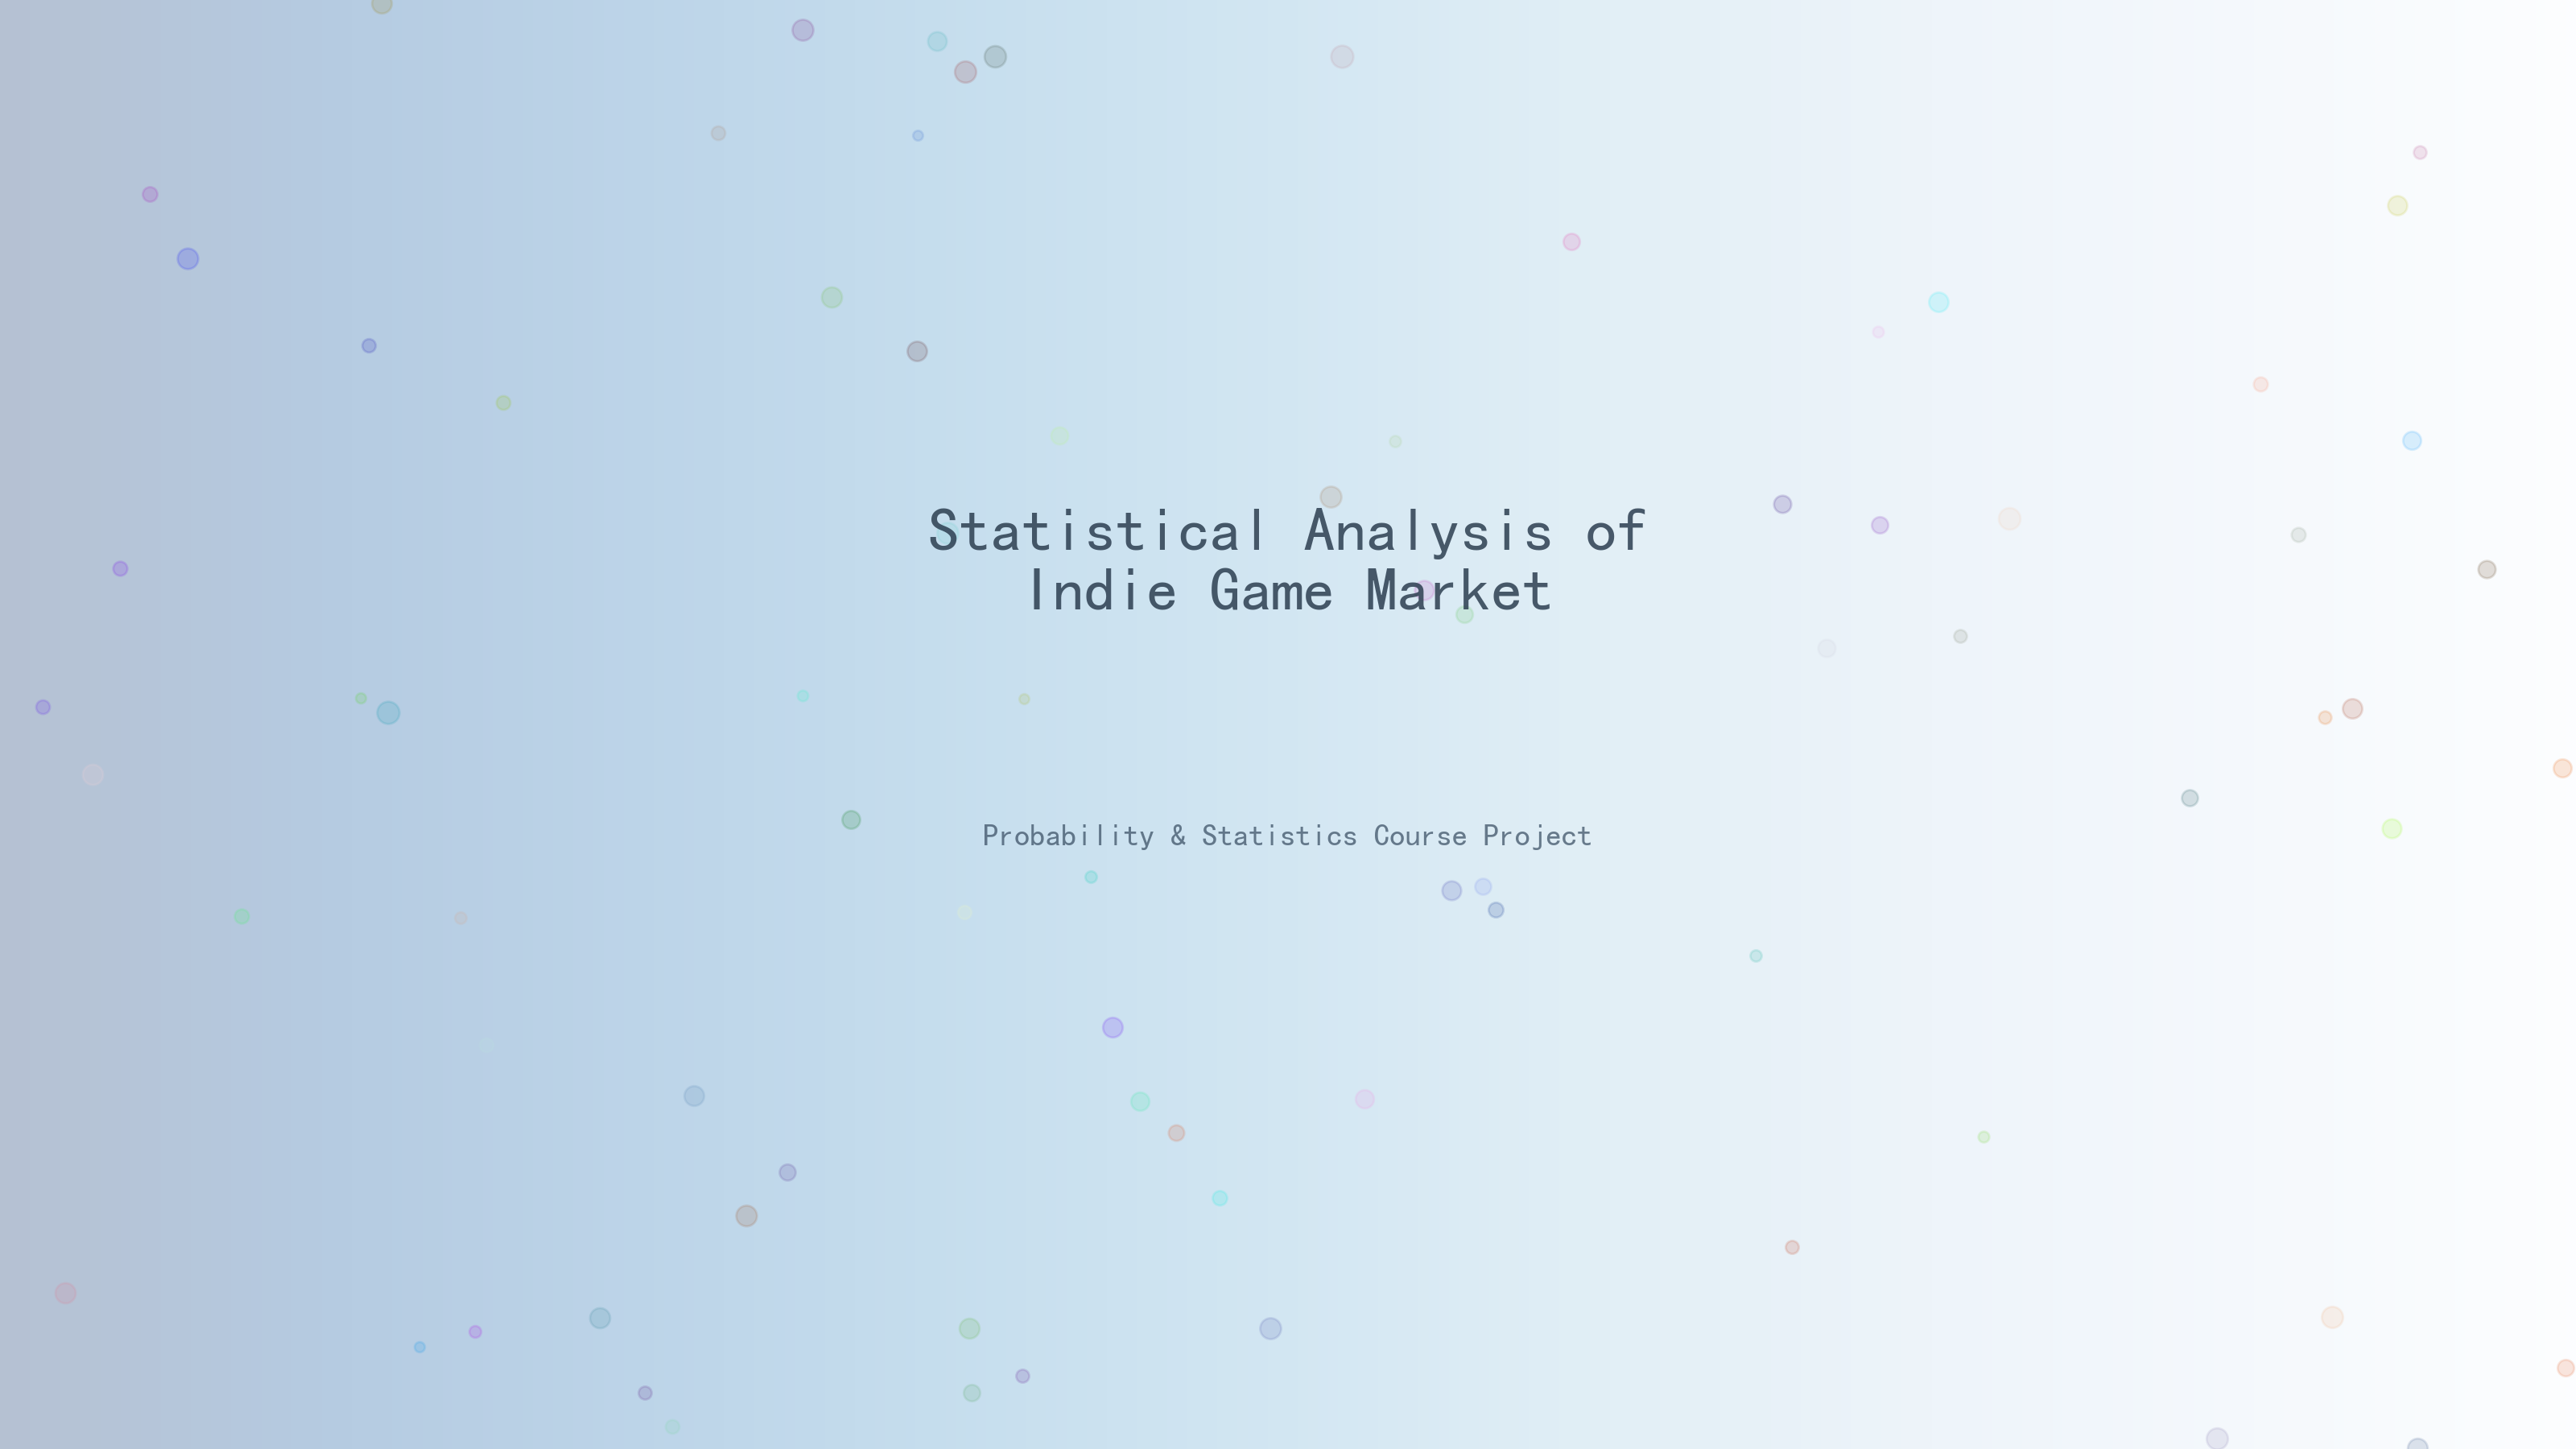 Statistical Analysis of
Indie Game Market
Probability & Statistics Course Project